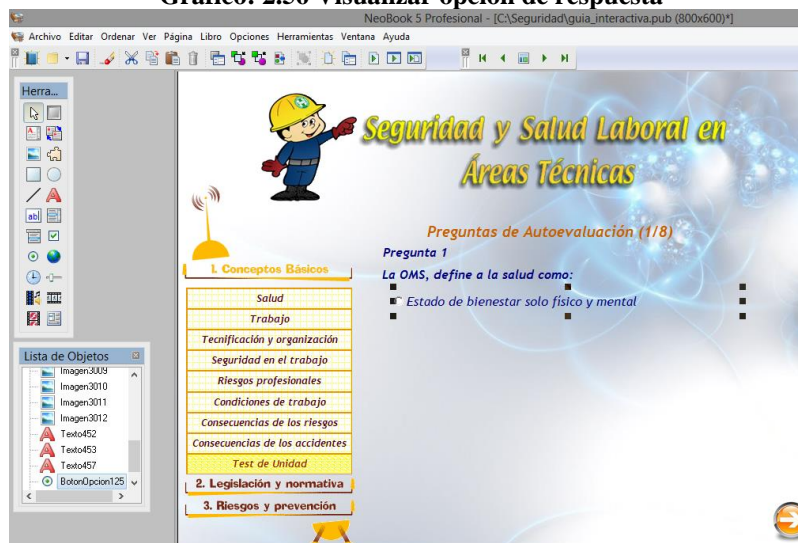 Gráfico: 2.56 Visualizar opción de respuesta
NeoBook 5 Profesional - [C:\Seguridad\guia_interactiva.pub (800x600)*]
Archivo Editar Ordenar Ver Página Libro Opciones Herramientas Ventana Ayuda
Herra...
Seguridad y Salud Laboral en
Áreas Técnicas
Preguntas de Autoevaluación (1/8)
Pregunta 1
La OMS, define a la salud como:
Estado de bienestar solo físico y mental
1. Conceptos Básicos
Salud
Trabajo
Tecnificación y organización
Seguridad en el trabajo
Riesgos profesionales
Condiciones de trabajo
Consecuencias de los riesgos
Consecuencias de los accidentes
Test de Unidad
2. Legislación y normativa
3. Riesgos y prevención
Lista de Objetos
Imagen3009
Imagen3010
Imagen3011
Imagen3012
Texto452
Texto453
Texto457
BotonOpcion125